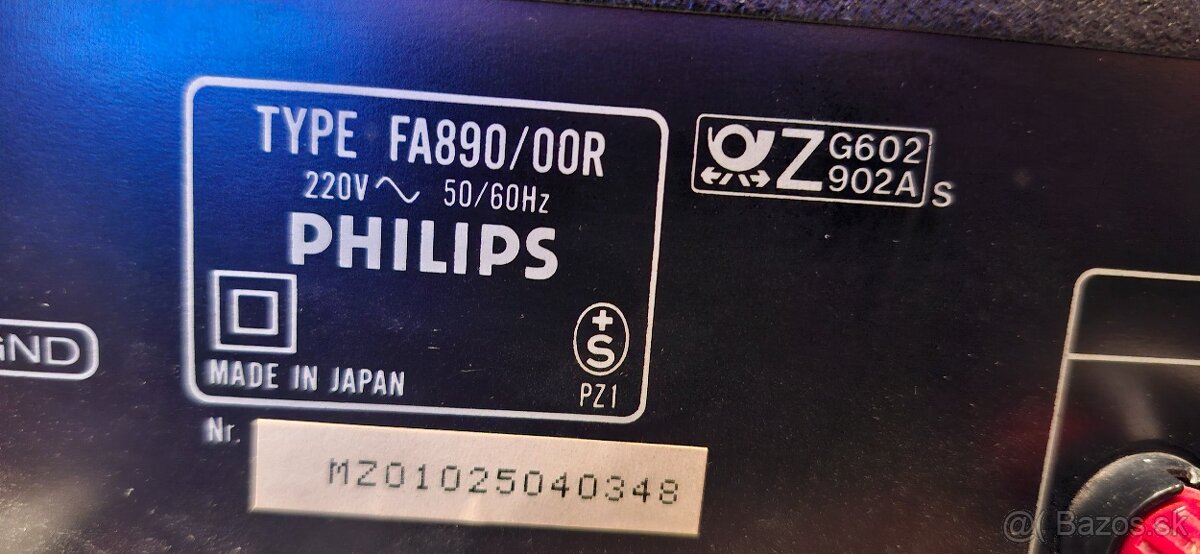 TYPE FA890/00R
220V ~ 50/60Hz
PHILIPS
MADE IN JAPAN
+
S
PZ1
Z G602
902A S
GND
Nr.
MZ01025040348
@ Bazos.sk